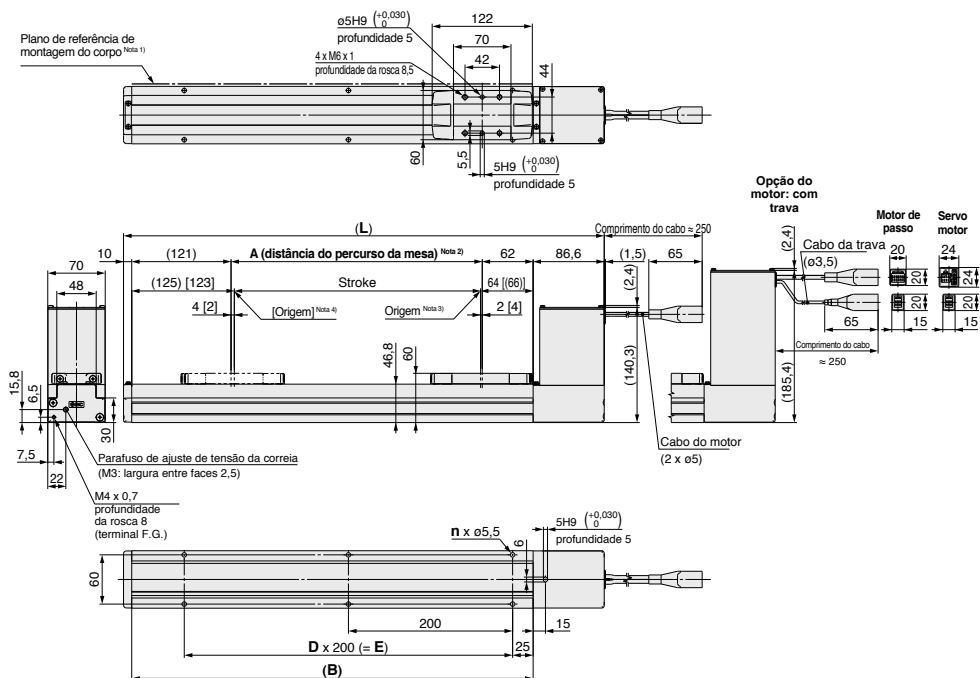 ø5H9 (+0,030 0)
profundidade 5
122
70
42
44
Plano de referência de
montagem do corpo Nota 1)
4 x M6 x 1
profundidade da rosca 8,5
60
5,5
5H9 (+0,030 0)
profundidade 5
Opção do
motor: com
trava
Motor de
passo
Servo
motor
(L)
Comprimento do cabo ≈ 250
10
(121)
A (distância do percurso da mesa) Nota 2)
62
86,6
(1,5)
65
(2,4)
Cabo da trava
(ø3,5)
20
24
70
48
(125) [123]
Stroke
64 [(66)]
(2,4)
20
24
4 [2]
[Origem] Nota 4)
Origem Nota 3)
2 [4]
20
20
15
15
65
Comprimento do cabo
≈ 250
46,8
60
(140,3)
(185,4)
15,8
6,5
30
7,5
22
Parafuso de ajuste de tensão da correia
(M3: largura entre faces 2,5)
Cabo do motor
(2 x ø5)
M4 x 0,7
profundidade
da rosca 8
(terminal F.G.)
n x ø5,5
6
5H9 (+0,030 0)
profundidade 5
60
200
15
D x 200 (= E)
25
(B)